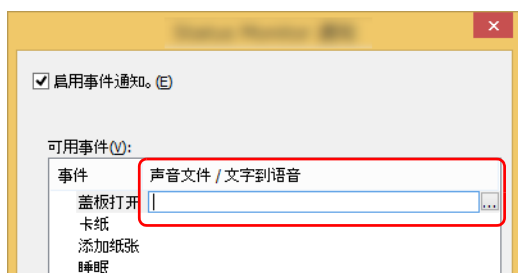 启用事件通知。(E)
可用事件(V):
事件 声音文件 / 文字到语音
盖板打开 ...
卡纸
添加纸张
睡眠